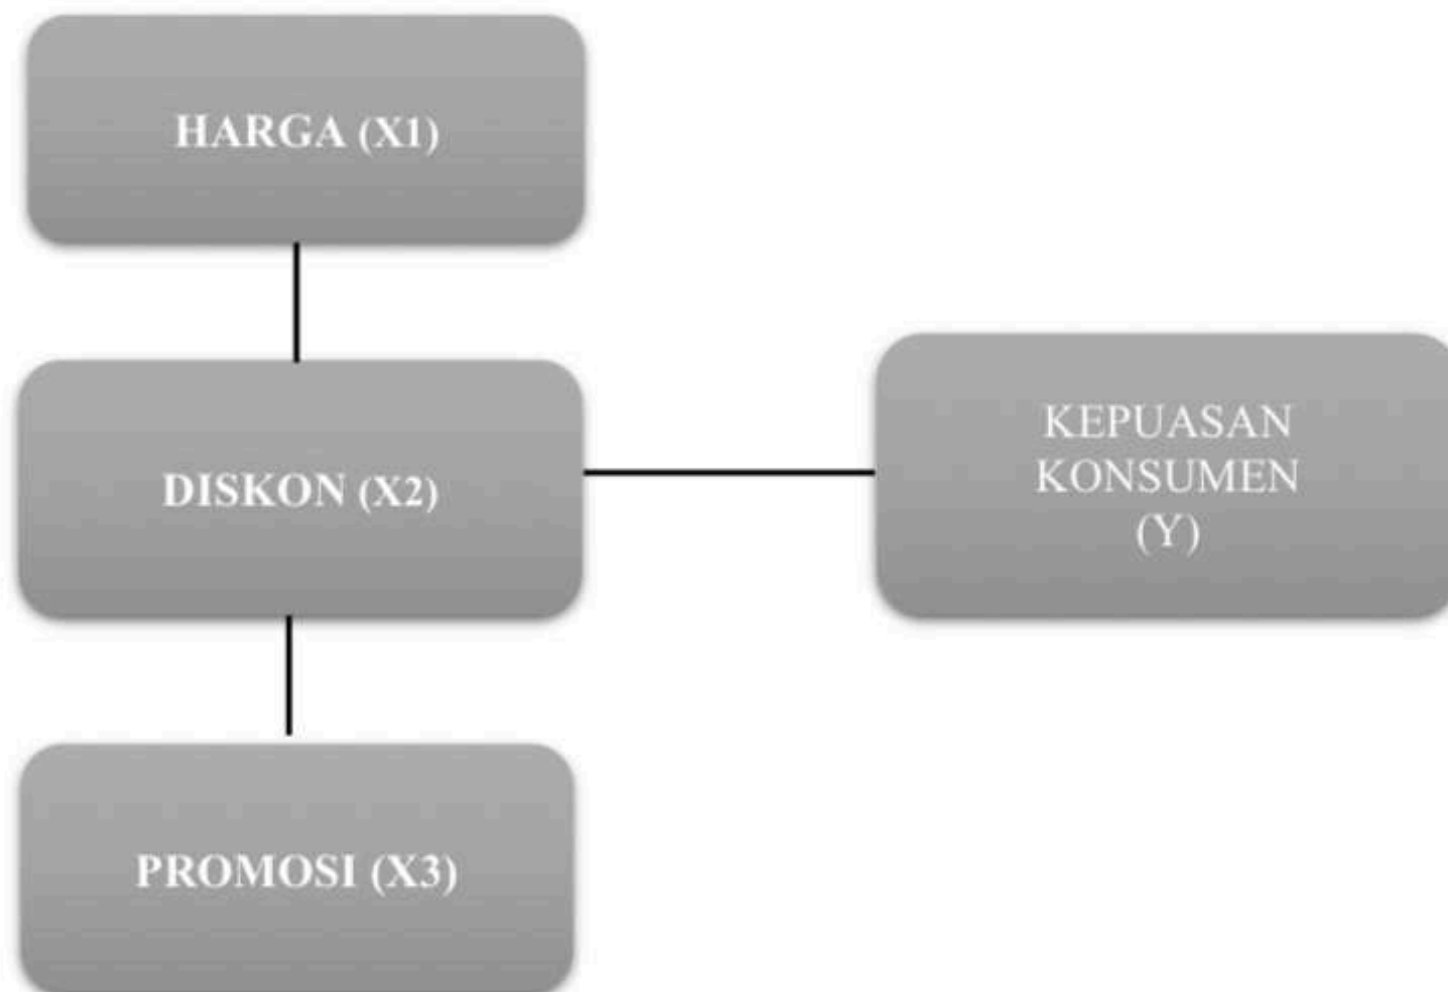 HARGA (X1)
DISKON (X2)
KEPUASAN
KONSUMEN
(Y)
PROMOSI (X3)